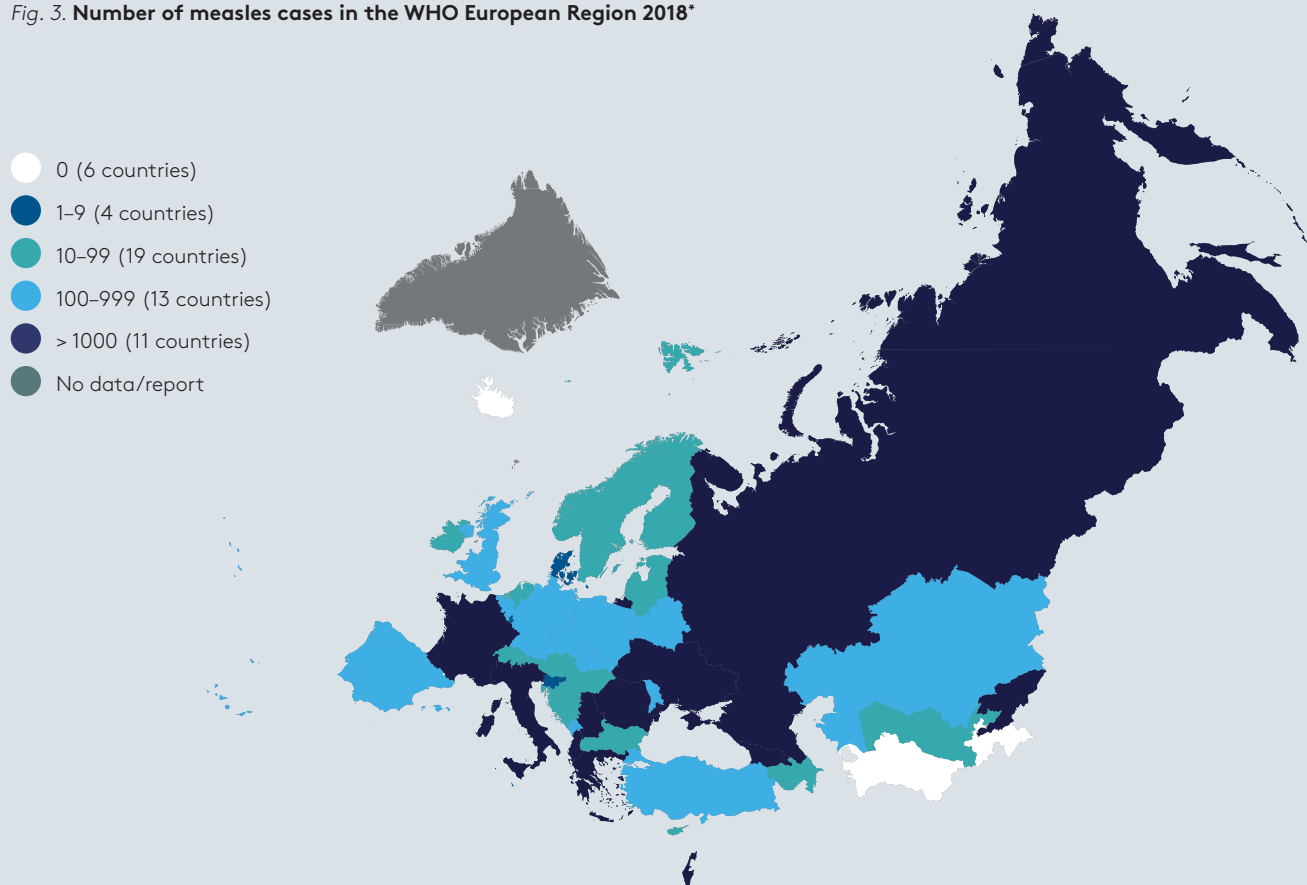 Fig. 3. Number of measles cases in the WHO European Region 2018*
0 (6 countries)
1–9 (4 countries)
10–99 (19 countries)
100–999 (13 countries)
> 1000 (11 countries)
No data/report